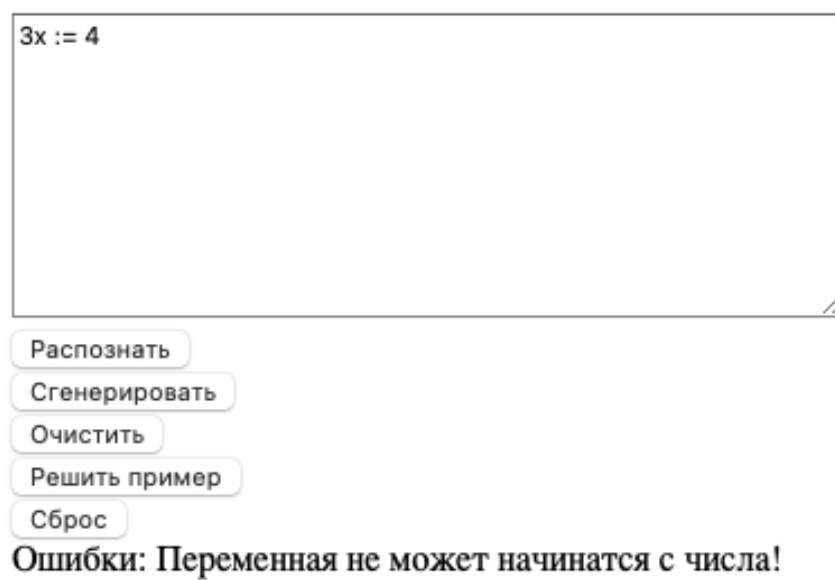 3x := 4
Распознать
Сгенерировать
Очистить
Решить пример
Сброс
Ошибки: Переменная не может начинатся с числа!